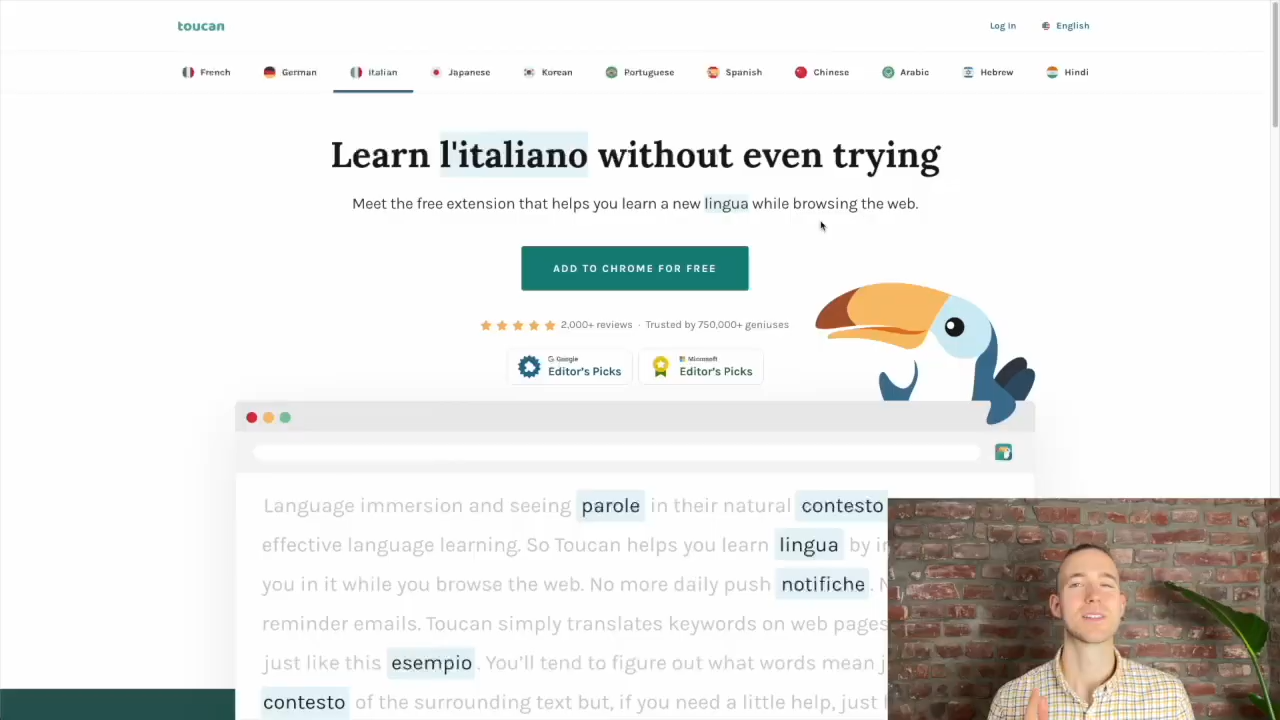 toucan
Log In
English
French
German
Italian
Japanese
Korean
Portuguese
Spanish
Chinese
Arabic
Hebrew
Hindi
Learn l'italiano without even trying
Meet the free extension that helps you learn a new lingua while browsing the web.
ADD TO CHROME FOR FREE
2,000+ reviews · Trusted by 750,000+ geniuses
Google
Editor's Picks
Microsoft
Editor's Picks
Language immersion and seeing parole in their natural contesto
effective language learning. So Toucan helps you learn lingua by
you in it while you browse the web. No more daily push notifiche.
reminder emails. Toucan simply translates keywords on web pages
just like this esempio. You'll tend to figure out what words mean
contesto of the surrounding text but, if you need a little help, just